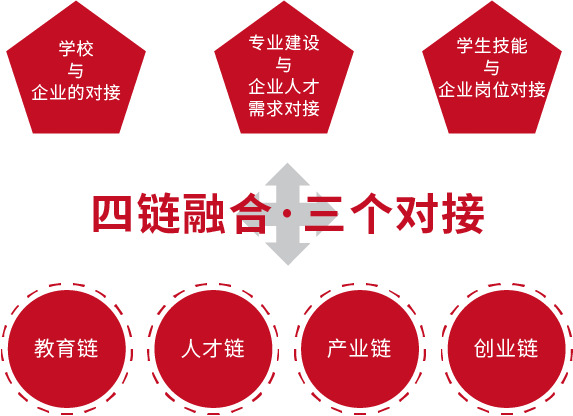 学校
与
企业的对接
专业建设
与
企业人才
需求对接
学生技能
与
企业岗位对接
四链融合·三个对接
教育链
人才链
产业链
创业链